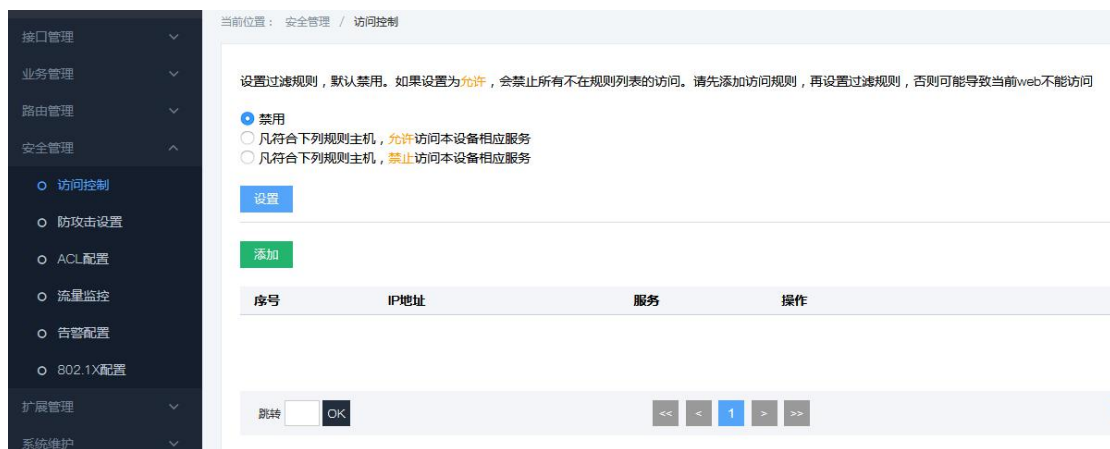 当前位置： 安全管理 / 访问控制
接口管理
业务管理
路由管理
安全管理
访问控制
防攻击设置
ACL配置
流量监控
告警配置
802.1X配置
扩展管理
系统维护
设置过滤规则，默认禁用。如果设置为允许，会禁止所有不在规则列表的访问。请先添加访问规则，再设置过滤规则，否则可能导致当前web不能访问
禁用
凡符合下列规则主机，允许访问本设备相应服务
凡符合下列规则主机，禁止访问本设备相应服务
设置
添加
序号 IP地址 服务 操作
跳转 OK << < 1 > >>